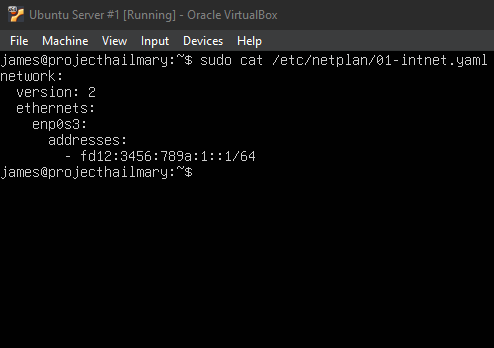 Ubuntu Server #1 [Running] - Oracle VirtualBox
File Machine View Input Devices Help
james@projecthailmary:~$ sudo cat /etc/netplan/01-intnet.yaml
network:
  version: 2
  ethernets:
    enp0s3:
      addresses:
        - fd12:3456:789a:1::1/64
james@projecthailmary:~$